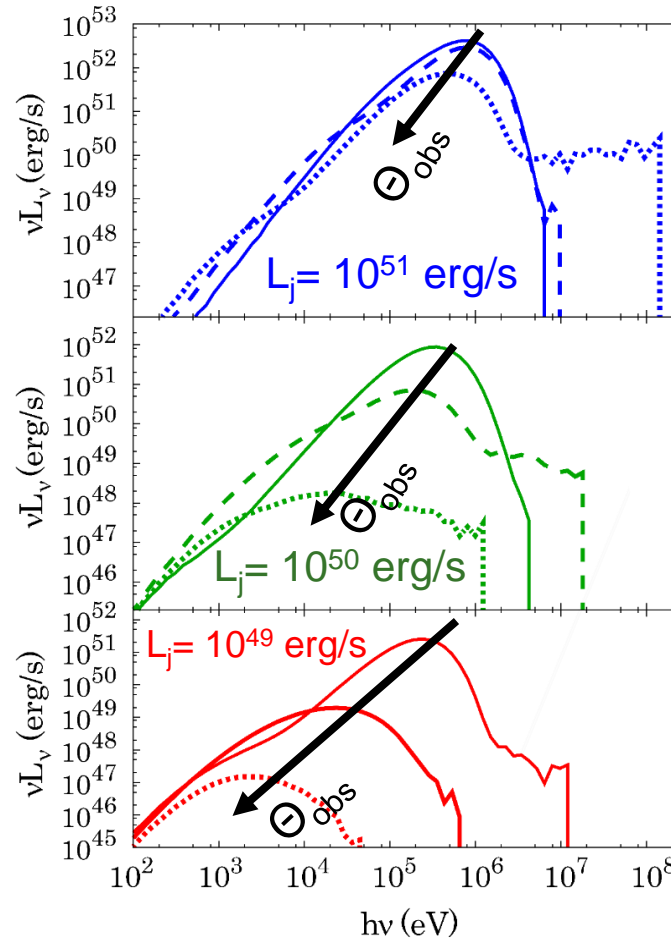 10^53
10^52
10^51
10^50
10^49
10^48
10^47
νL_ν (erg/s)
Θ obs
L_j= 10^51 erg/s
10^52
10^51
10^50
10^49
10^48
10^47
10^46
νL_ν (erg/s)
Θ obs
L_j= 10^50 erg/s
52
10^51
10^50
10^49
10^48
10^47
10^46
10^45
νL_ν (erg/s)
L_j= 10^49 erg/s
Θ obs
10^2 10^3 10^4 10^5 10^6 10^7 10^8
hν (eV)